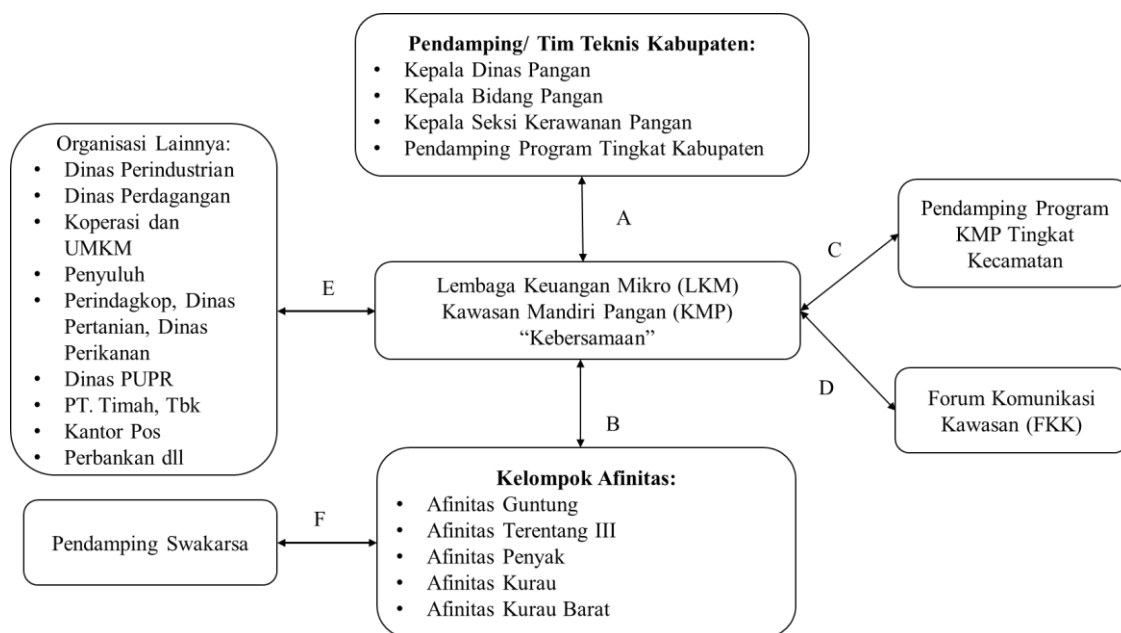 Pendamping/ Tim Teknis Kabupaten:
• Kepala Dinas Pangan
• Kepala Bidang Pangan
• Kepala Seksi Kerawanan Pangan
• Pendamping Program Tingkat Kabupaten
Organisasi Lainnya:
• Dinas Perindustrian
• Dinas Perdagangan
• Koperasi dan
UMKM
• Penyuluh
• Perindagkop, Dinas
Pertanian, Dinas
Perikanan
• Dinas PUPR
• PT. Timah, Tbk
• Kantor Pos
• Perbankan dll
A
E
Lembaga Keuangan Mikro (LKM)
Kawasan Mandiri Pangan (KMP)
“Kebersamaan”
C
Pendamping Program
KMP Tingkat
Kecamatan
D
Forum Komunikasi
Kawasan (FKK)
B
Kelompok Afinitas:
• Afinitas Guntung
• Afinitas Terentang III
• Afinitas Penyak
• Afinitas Kurau
• Afinitas Kurau Barat
F
Pendamping Swakarsa